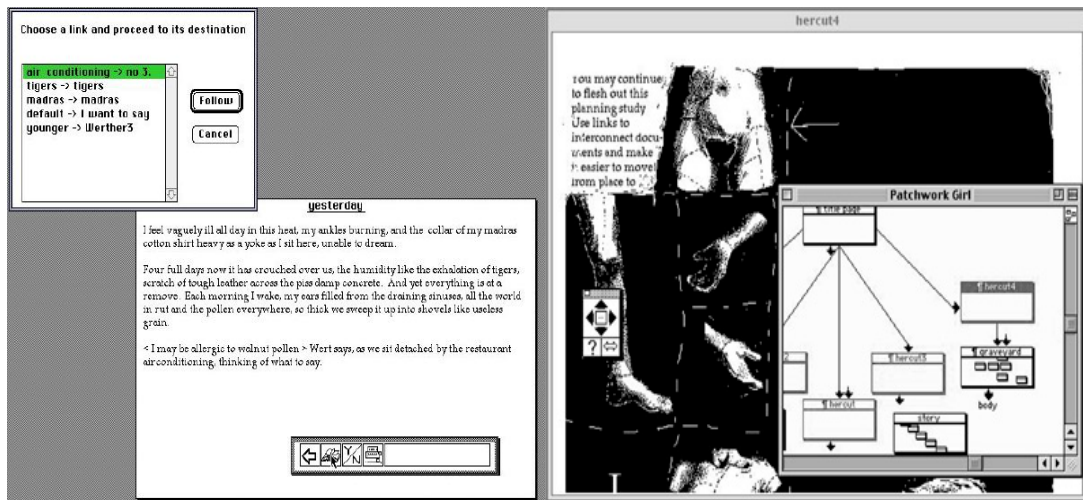 Choose a link and proceed to its destination
air conditioning -> no 3.
tigers -> tigers
madras -> madras
default -> I want to say
younger -> Werther3
Follow
Cancel
yesterday
I feel vaguely ill all day in this heat, my ankles burning, and the collar of my madras
cotton shirt heavy as a yoke as I sit here, unable to dream.
Four full days now it has crouched over us, the humidity like the exhalation of tigers,
scratch of tough leather across the piss damp concrete. And yet everything is at a
remove. Each morning I wake, my ears filled from the draining sinuses, all the world
in rut and the pollen everywhere, so thick we sweep it up into shovels like useless
grain.
< I may be allergic to walnut pollen > Wert says, as we sit detached by the restaurant
airconditioning, thinking of what to say.
Y/N
hercut4
You may continue
to flesh out this
planning study
Use links to
interconnect docu-
ments and make
it easier to move
from place to
Patchwork Girl
¶ title page
¶ hercut4
2
¶ hercut3
¶ graveyard
body
¶ hercut
story
?
I